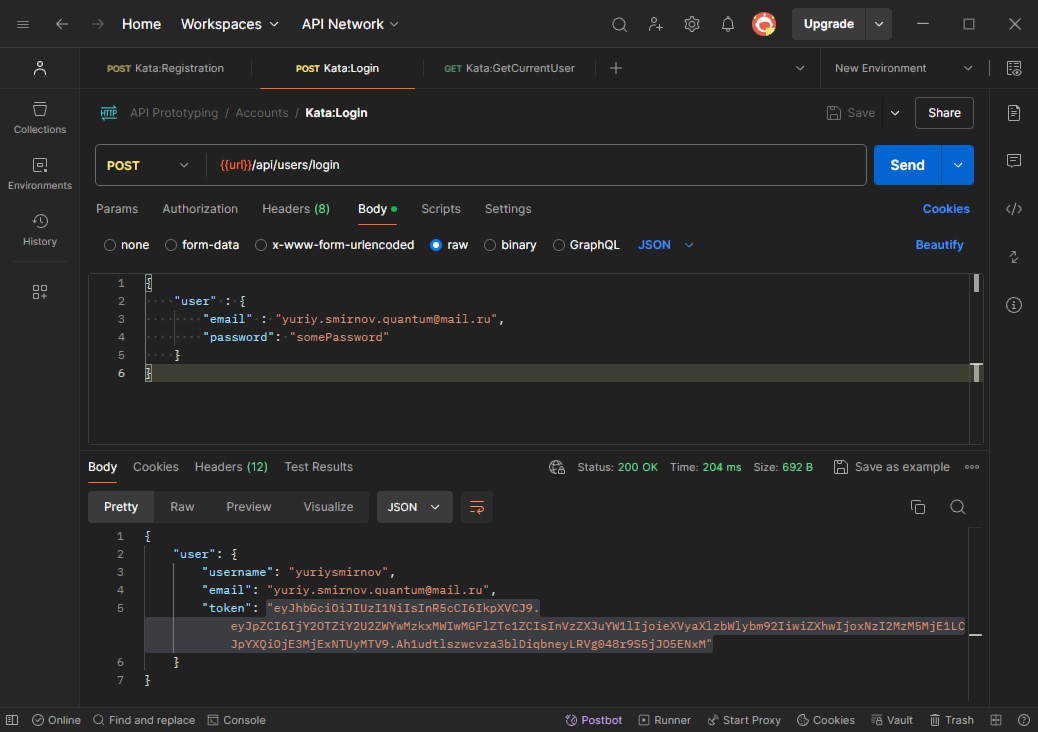 Home Workspaces API Network Upgrade
POST Kata:Registration POST Kata:Login GET Kata:GetCurrentUser New Environment
HTTP API Prototyping / Accounts / Kata:Login Save Share
Collections
Environments
History
POST {{url}}/api/users/login Send
Params Authorization Headers (8) Body Scripts Settings Cookies
none form-data x-www-form-urlencoded raw binary GraphQL JSON Beautify
1 {
2 "user" : {
3 "email" : "yuriy.smirnov.quantum@mail.ru",
4 "password": "somePassword"
5 }
6 }
Body Cookies Headers (12) Test Results Status: 200 OK Time: 204 ms Size: 692 B Save as example
Pretty Raw Preview Visualize JSON
1 {
2 "user": {
3 "username": "yuriysmirnov",
4 "email": "yuriy.smirnov.quantum@mail.ru",
5 "token": "eyJhbGciOiJIUzI1NiIsInR5cCI6IkpXVCJ9.
eyJpZCI6IjY2OTZiY2U2ZWYwMzkxMWIwMGFlZTc1ZCIsInVzZXJuYW1lIjoieXVyaXlzbWlybm92IiwiZXhwIjoxNzI2MzM5MjE1LC
JpYXQiOjE3MjExNTUyMTV9.Ah1udtlszwcvza3blDiqbneyLRVg048r9S5jJO5ENxM"
6 }
7 }
Online Find and replace Console Postbot Runner Start Proxy Cookies Vault Trash